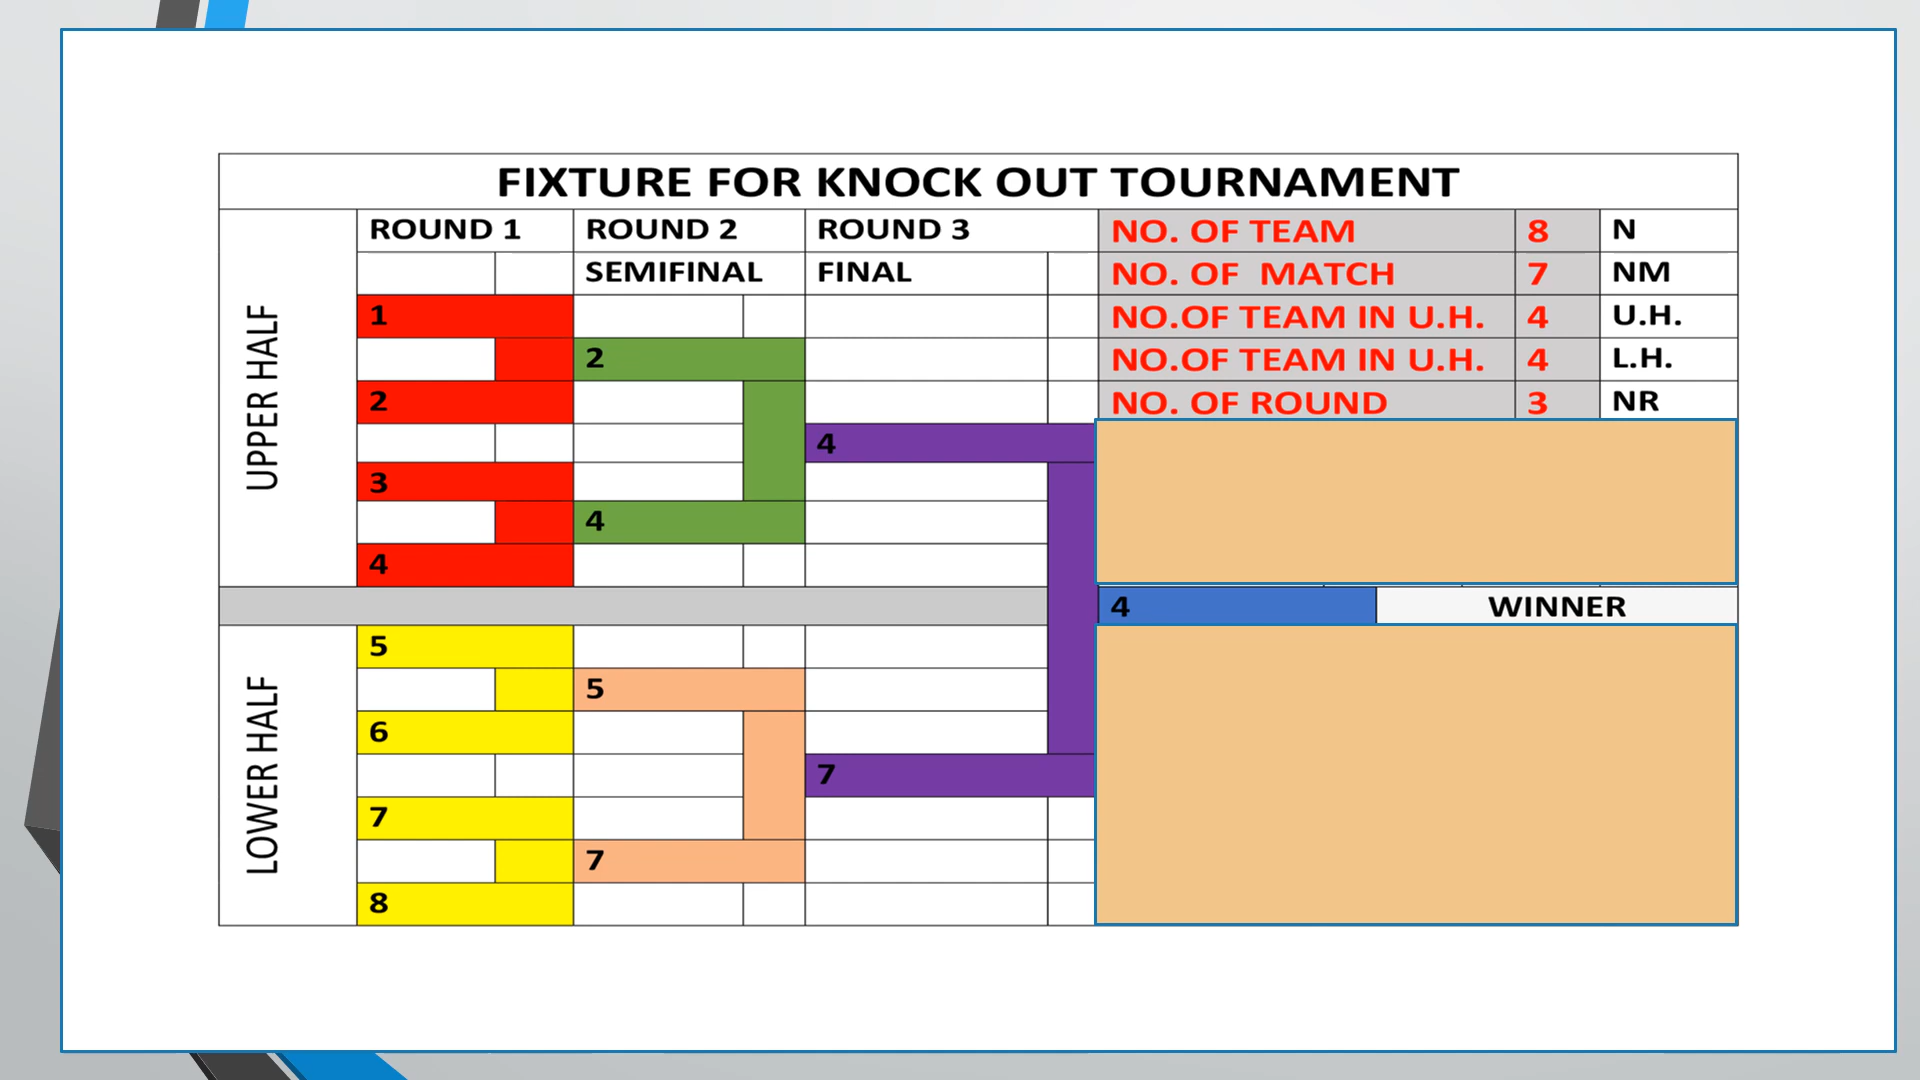 FIXTURE FOR KNOCK OUT TOURNAMENT
ROUND 1 ROUND 2 ROUND 3 NO. OF TEAM 8 N
SEMIFINAL FINAL NO. OF  MATCH 7 NM
UPPER HALF
1 NO.OF TEAM IN U.H. 4 U.H.
2 NO.OF TEAM IN U.H. 4 L.H.
2 NO. OF ROUND 3 NR
4
3
4
4
4 WINNER
LOWER HALF
5
5
6
7
7
7
8